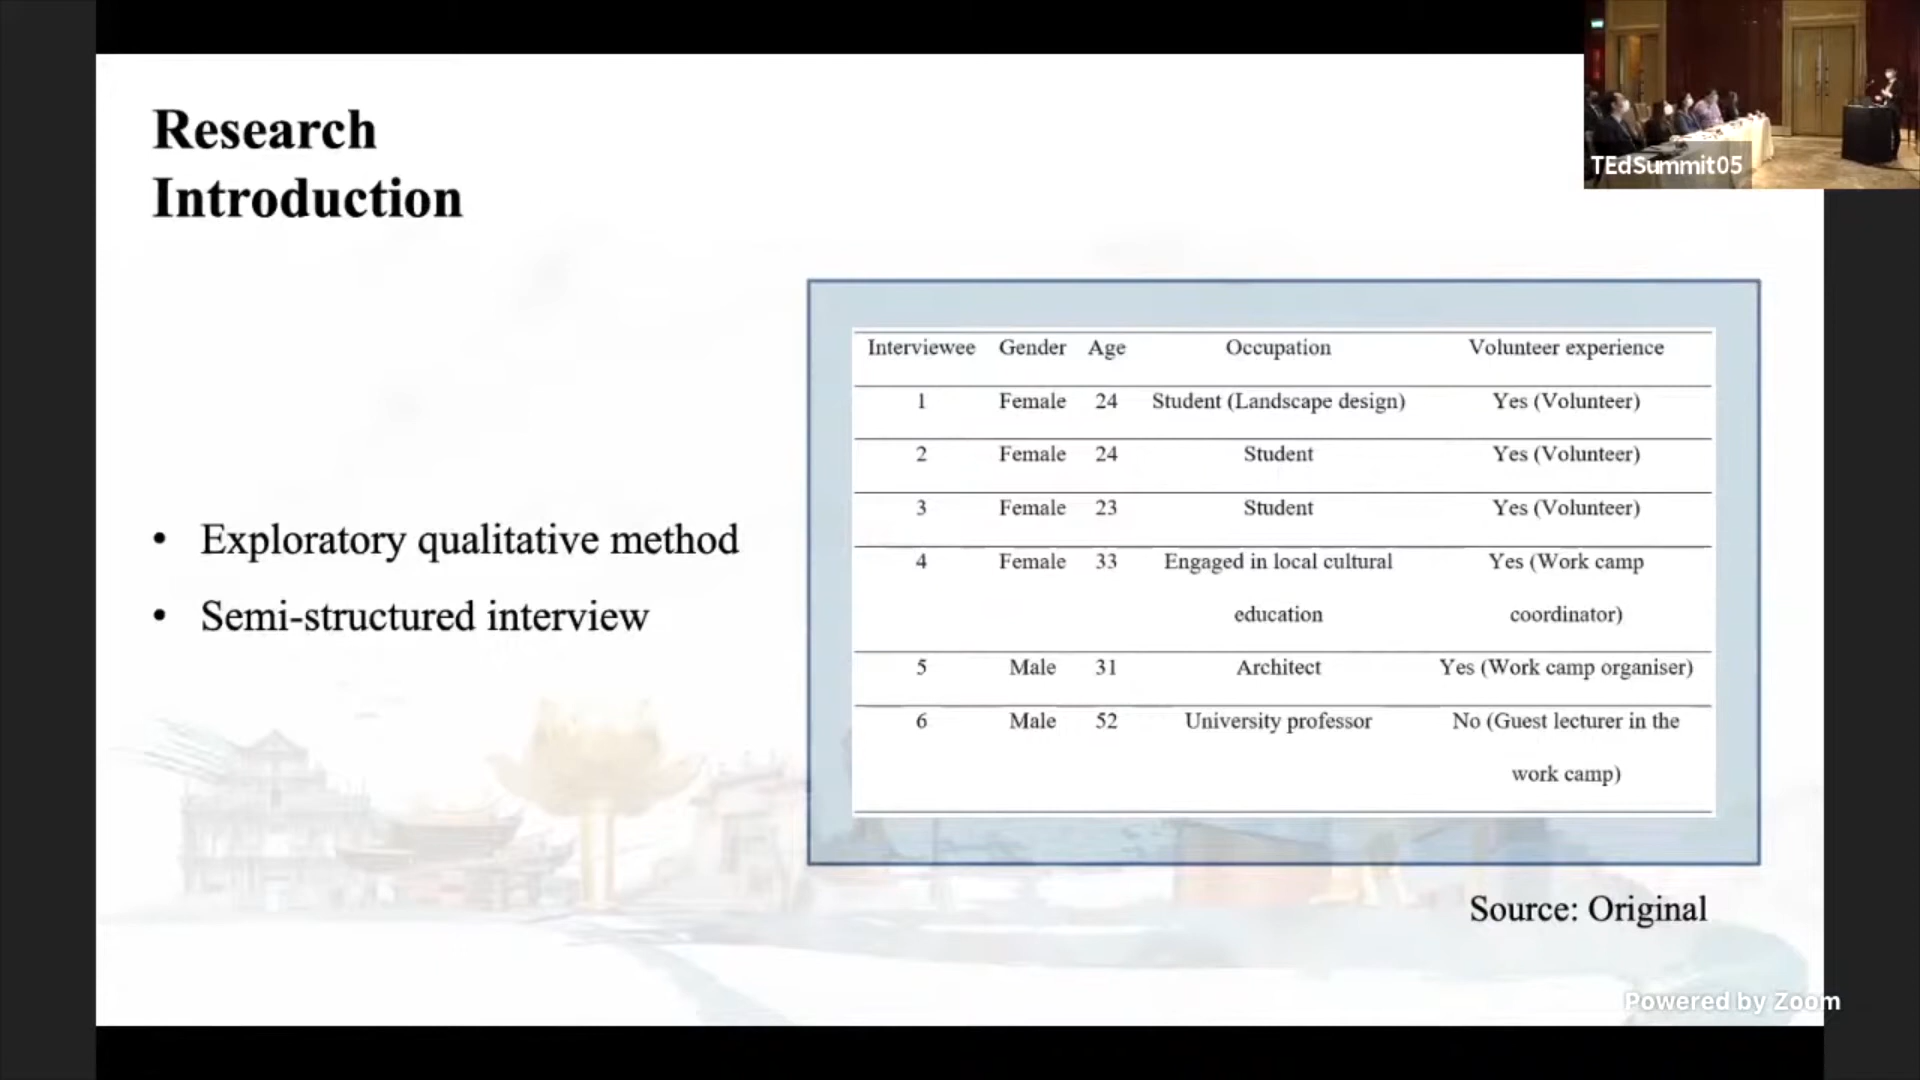 Research
Introduction
TEdSummit05
• Exploratory qualitative method
• Semi-structured interview
Interviewee Gender Age Occupation Volunteer experience
1 Female 24 Student (Landscape design) Yes (Volunteer)
2 Female 24 Student Yes (Volunteer)
3 Female 23 Student Yes (Volunteer)
4 Female 33 Engaged in local cultural Yes (Work camp
education coordinator)
5 Male 31 Architect Yes (Work camp organiser)
6 Male 52 University professor No (Guest lecturer in the
work camp)
Source: Original
Powered by Zoom